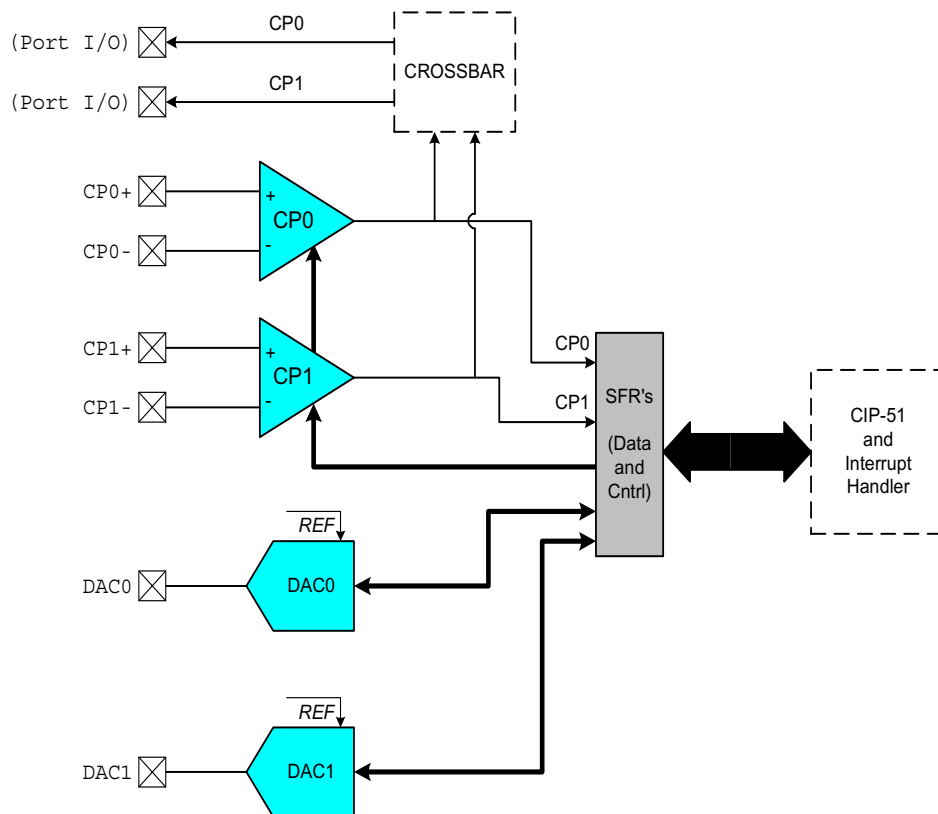 (Port I/O)
CP0
(Port I/O)
CP1
CROSSBAR
CP0+
CP0-
+
CP0
-
CP1+
CP1-
+
CP1
-
CP0
CP1
SFR's
(Data
and
Cntrl)
CIP-51
and
Interrupt
Handler
REF
DAC0
DAC0
REF
DAC1
DAC1